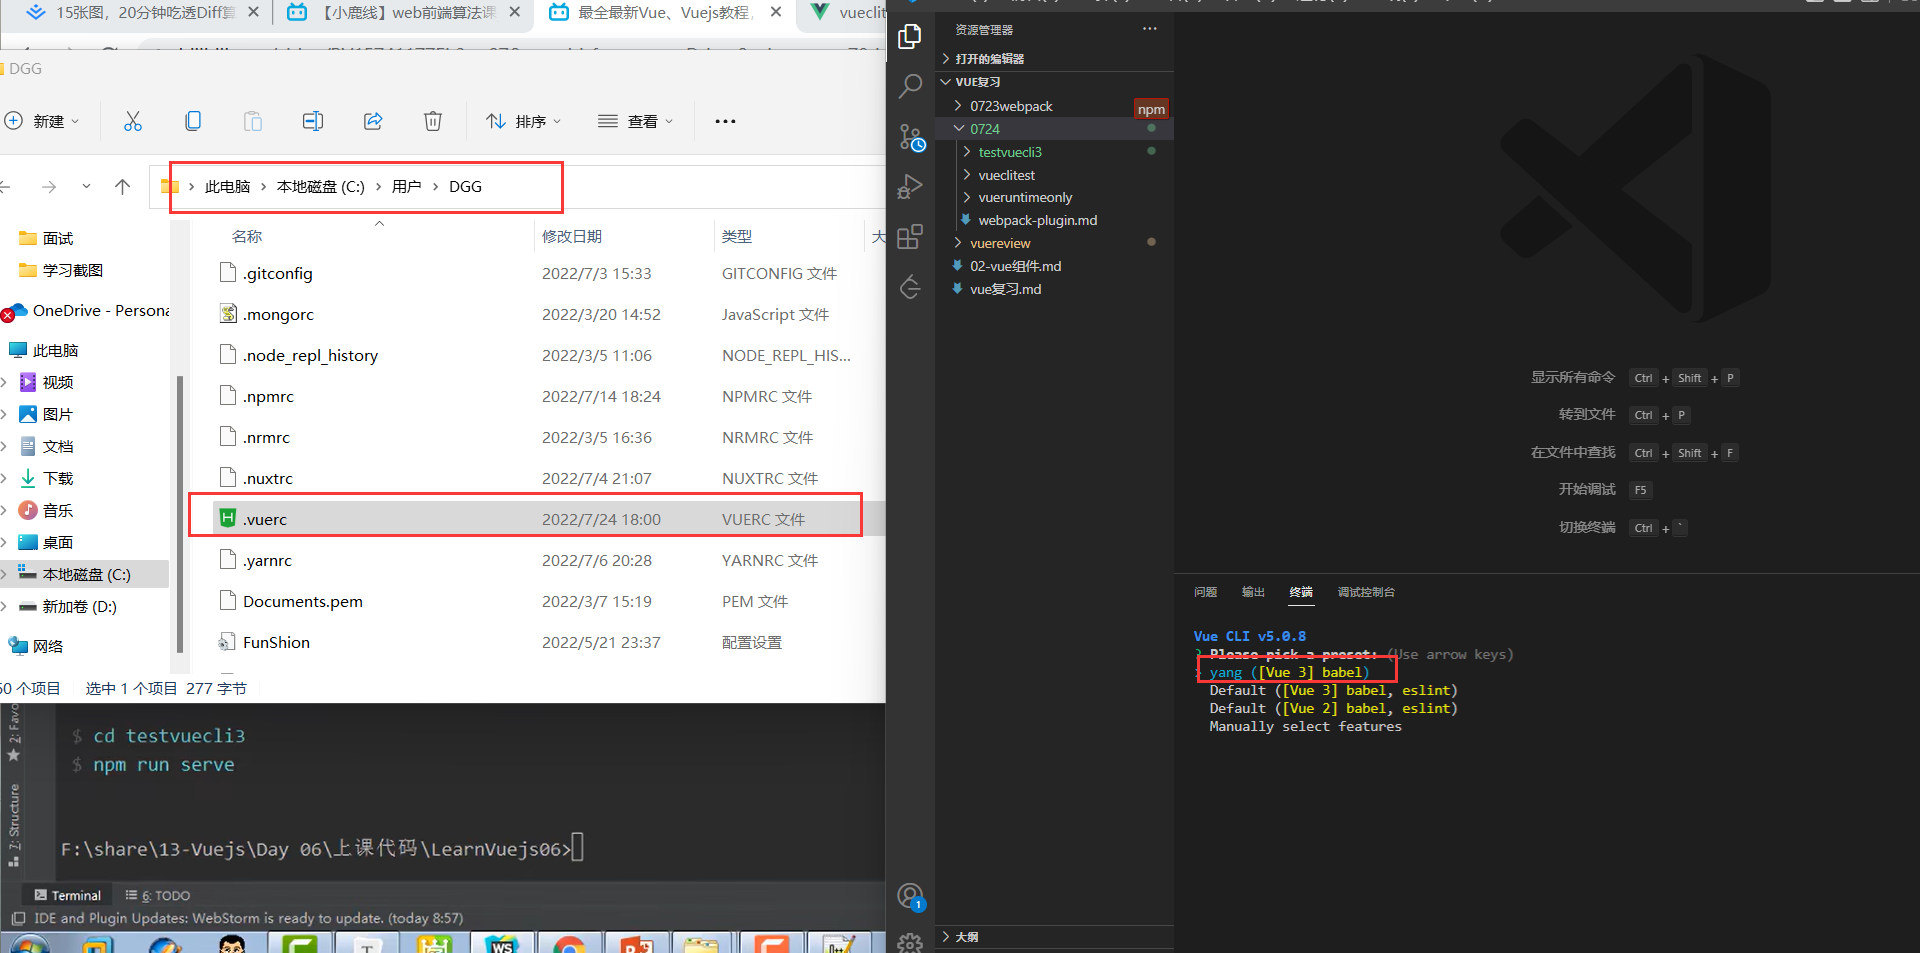 15张图，20分钟吃透Diff算
【小鹿线】web前端算法课
最全最新Vue、Vuejs教程，
vueclit
DGG
新建
排序
查看
此电脑 › 本地磁盘 (C:) › 用户 › DGG
名称 修改日期 类型 大
面试
学习截图
OneDrive - Persona
此电脑
视频
图片
文档
下载
音乐
桌面
本地磁盘 (C:)
新加卷 (D:)
网络
.gitconfig 2022/7/3 15:33 GITCONFIG 文件
.mongorc 2022/3/20 14:52 JavaScript 文件
.node_repl_history 2022/3/5 11:06 NODE_REPL_HIS...
.npmrc 2022/7/14 18:24 NPMRC 文件
.nrmrc 2022/3/5 16:36 NRMRC 文件
.nuxtrc 2022/7/4 21:07 NUXTRC 文件
.vuerc 2022/7/24 18:00 VUERC 文件
.yarnrc 2022/7/6 20:28 YARNRC 文件
Documents.pem 2022/3/7 15:19 PEM 文件
FunShion 2022/5/21 23:37 配置设置
50 个项目 选中 1 个项目 277 字节
2: Favo
7: Structure
$ cd testvuecli3
$ npm run serve
F:\share\13-Vuejs\Day 06\上课代码\LearnVuejs06>
Terminal 6: TODO
IDE and Plugin Updates: WebStorm is ready to update. (today 8:57)
WS
资源管理器 ...
打开的编辑器
VUE复习
0723webpack
npm
0724
testvuecli3
vueclitest
vueruntimeonly
webpack-plugin.md
vuereview
02-vue组件.md
vue复习.md
1
大纲
显示所有命令 Ctrl + Shift + P
转到文件 Ctrl + P
在文件中查找 Ctrl + Shift + F
开始调试 F5
切换终端 Ctrl + `
问题 输出 终端 调试控制台
Vue CLI v5.0.8
? Please pick a preset: (Use arrow keys)
yang ([Vue 3] babel)
Default ([Vue 3] babel, eslint)
Default ([Vue 2] babel, eslint)
Manually select features